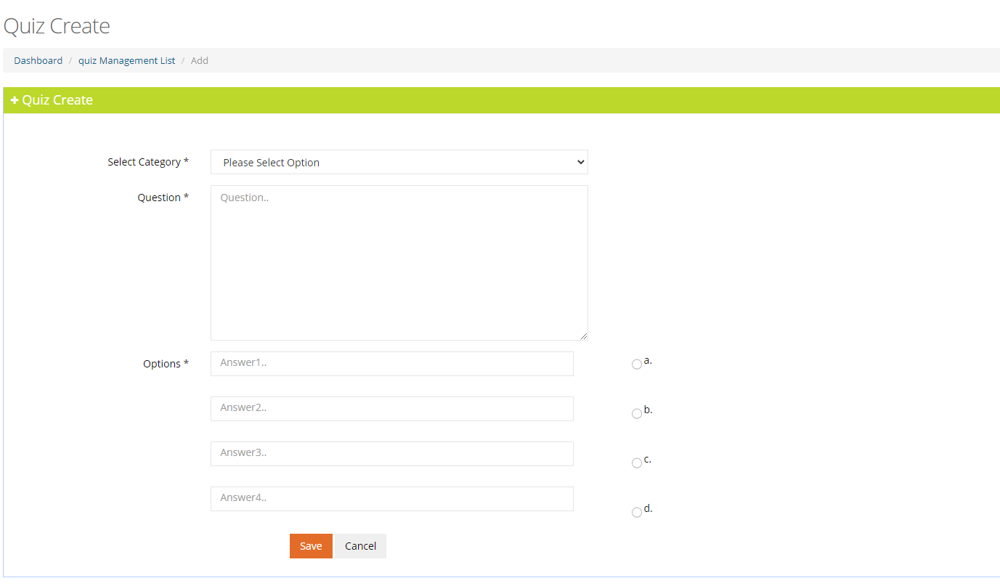 Quiz Create
Dashboard / quiz Management List / Add
+ Quiz Create
Select Category * Please Select Option
Question * Question..
Options * Answer1.. a.
Answer2.. b.
Answer3.. c.
Answer4.. d.
Save Cancel